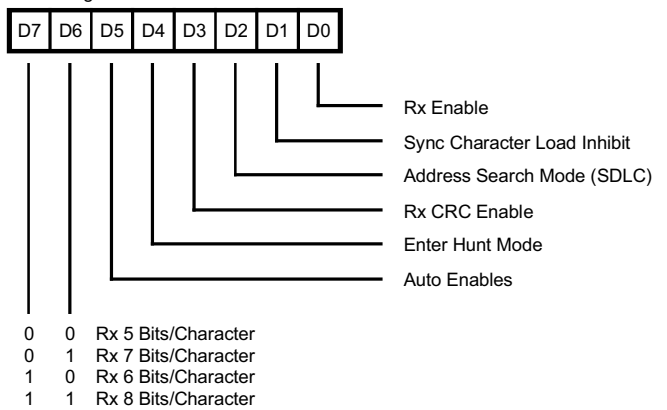 D7 D6 D5 D4 D3 D2 D1 D0
Rx Enable
Sync Character Load Inhibit
Address Search Mode (SDLC)
Rx CRC Enable
Enter Hunt Mode
Auto Enables
0 0 Rx 5 Bits/Character
0 1 Rx 7 Bits/Character
1 0 Rx 6 Bits/Character
1 1 Rx 8 Bits/Character